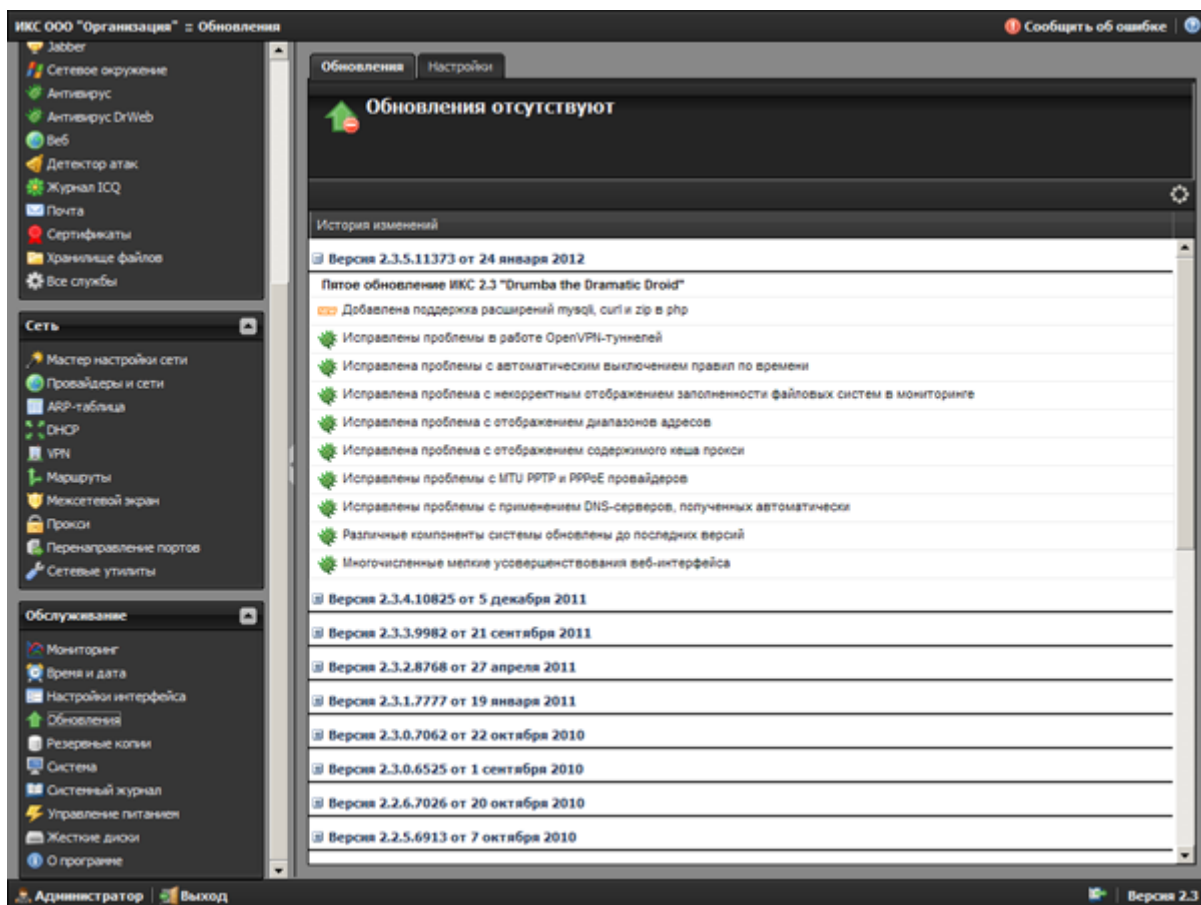 ИКС ООО "Организация" :: Обновления
Сообщить об ошибке
Jabber
Сетевое окружение
Антивирус
Антивирус DrWeb
Веб
Детектор атак
Журнал ICQ
Почта
Сертификаты
Хранилище файлов
Все службы
Сеть
Мастер настройки сети
Провайдеры и сети
ARP-таблица
DHCP
VPN
Маршруты
Межсетевой экран
Прокси
Перенаправление портов
Сетевые утилиты
Обслуживание
Мониторинг
Время и дата
Настройки интерфейса
Обновления
Резервные копии
Система
Системный журнал
Управление питанием
Жесткие диски
О программе
Обновления
Настройки
Обновления отсутствуют
История изменений
Версия 2.3.5.11373 от 24 января 2012
Пятое обновление ИКС 2.3 "Drumba the Dramatic Droid"
Добавлена поддержка расширений mysqli, curl и zip в php
Исправлены проблемы в работе OpenVPN-туннелей
Исправлена проблемы с автоматическим выключением правил по времени
Исправлена проблема с некорректным отображением заполненности файловых систем в мониторинге
Исправлена проблема с отображением диапазонов адресов
Исправлена проблема с отображением содержимого кеша прокси
Исправлены проблемы с MTU PPTP и PPPoE провайдеров
Исправлены проблемы с применением DNS-серверов, полученных автоматически
Различные компоненты системы обновлены до последних версий
Многочисленные мелкие усовершенствования веб-интерфейса
Версия 2.3.4.10825 от 5 декабря 2011
Версия 2.3.3.9982 от 21 сентября 2011
Версия 2.3.2.8768 от 27 апреля 2011
Версия 2.3.1.7777 от 19 января 2011
Версия 2.3.0.7062 от 22 октября 2010
Версия 2.3.0.6525 от 1 сентября 2010
Версия 2.2.6.7026 от 20 октября 2010
Версия 2.2.5.6913 от 7 октября 2010
Администратор
Выход
Версия 2.3